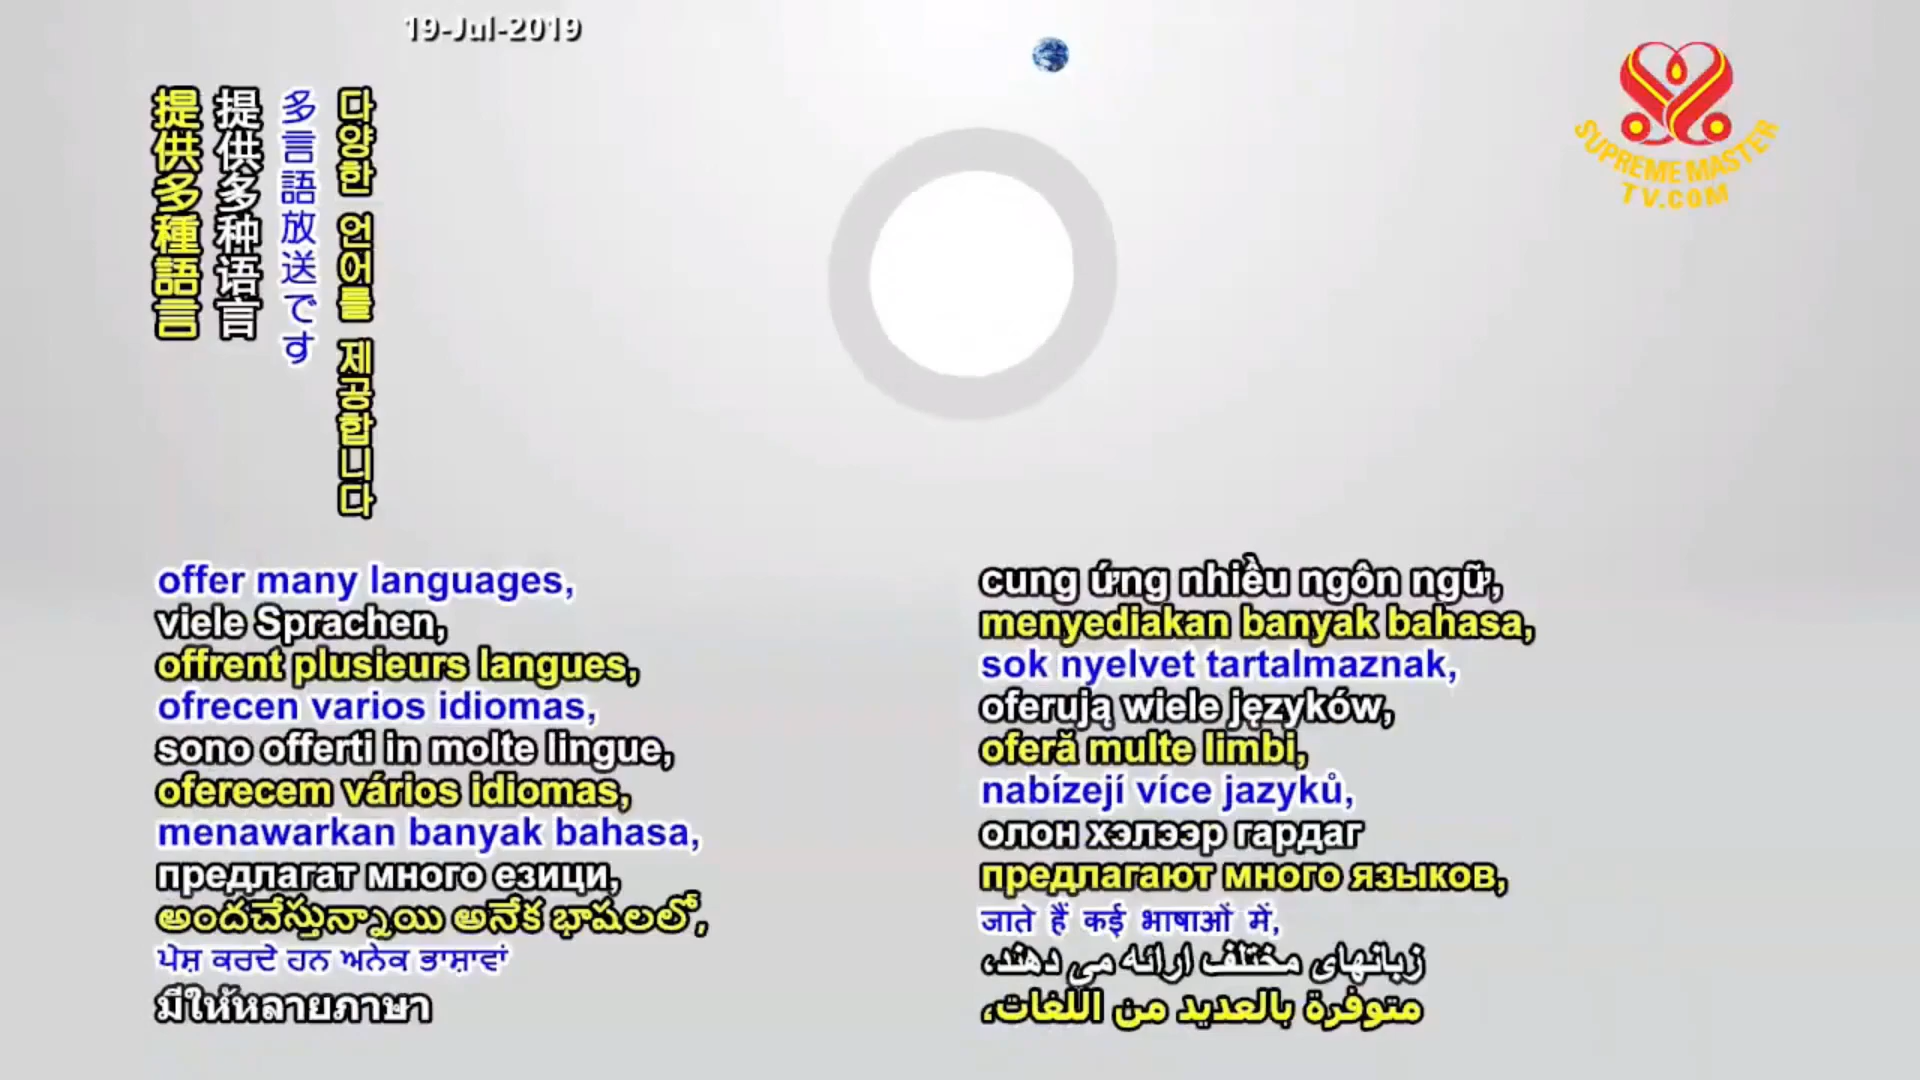 19-Jul-2019
SUPREME MASTER
TV.COM
提供多種語言
提供多种语言
多言語放送です
다양한 언어를 제공합니다
offer many languages,
viele Sprachen,
offrent plusieurs langues,
ofrecen varios idiomas,
sono offerti in molte lingue,
oferecem vários idiomas,
menawarkan banyak bahasa,
предлагат много езици,
అందచేస్తున్నాయి అనేక భాషలలో,
ਪੇਸ਼ ਕਰਦੇ ਹਨ ਅਨੇਕ ਭਾਸ਼ਾਵਾਂ
มีให้หลายภาษา
cung ứng nhiều ngôn ngữ,
menyediakan banyak bahasa,
sok nyelvet tartalmaznak,
oferują wiele języków,
oferă multe limbi,
nabízejí více jazyků,
олон хэлээр гардаг
предлагают много языков,
जाते हैं कई भाषाओं में,
زبانهای مختلف ارائه می دهند،
متوفرة بالعديد من اللغات،